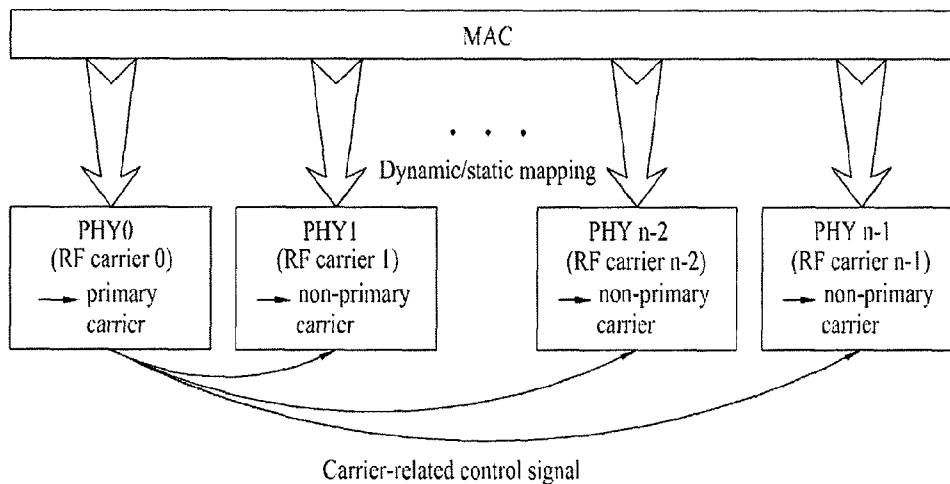 MAC
Dynamic/static mapping
PHY0
(RF carrier 0)
primary
carrier
PHY1
(RF carrier 1)
non-primary
carrier
PHY n-2
(RF carrier n-2)
non-primary
carrier
PHY n-1
(RF carrier n-1)
non-primary
carrier
Carrier-related control signal